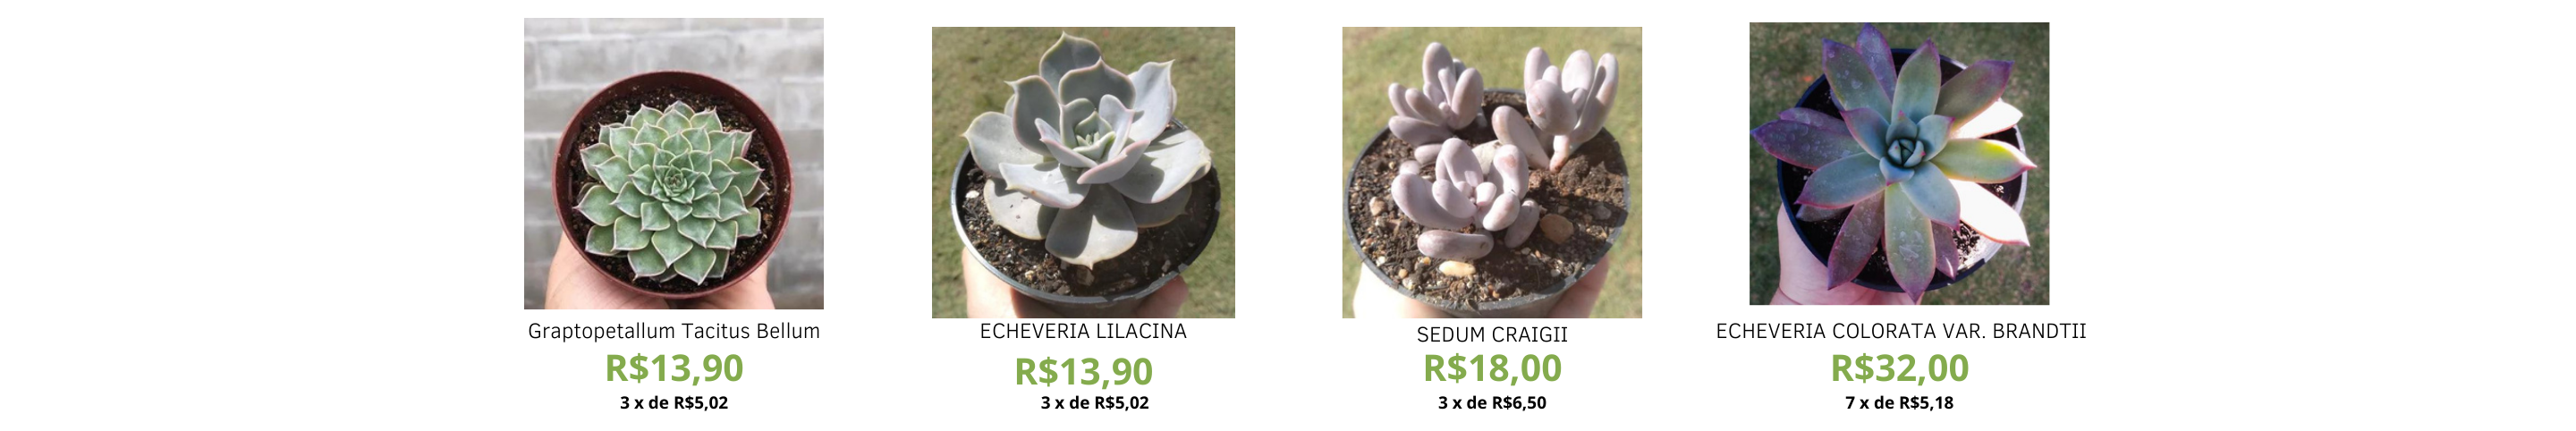 Graptopetallum Tacitus Bellum
R$13,90
3 x de R$5,02
ECHEVERIA LILACINA
R$13,90
3 x de R$5,02
SEDUM CRAIGII
R$18,00
3 x de R$6,50
ECHEVERIA COLORATA VAR. BRANDTII
R$32,00
7 x de R$5,18